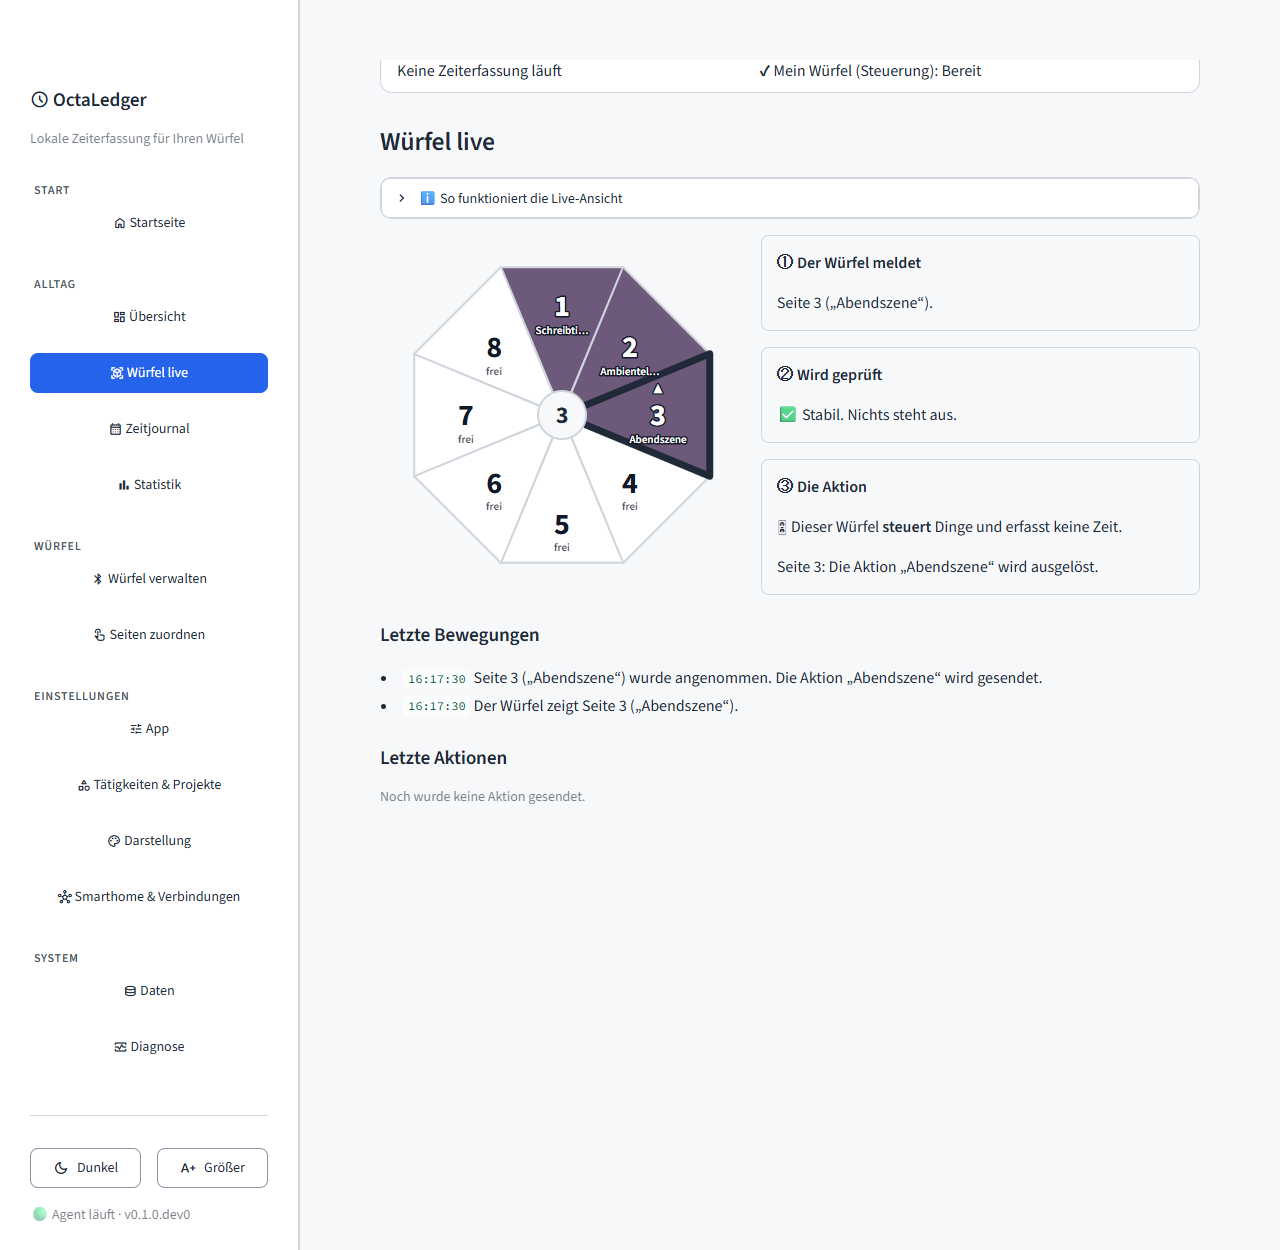 OctaLedger
Lokale Zeiterfassung für Ihren Würfel
START
Startseite
ALLTAG
Übersicht
Würfel live
Zeitjournal
Statistik
WÜRFEL
Würfel verwalten
Seiten zuordnen
EINSTELLUNGEN
App
Tätigkeiten & Projekte
Darstellung
Smarthome & Verbindungen
SYSTEM
Daten
Diagnose
Dunkel
A+ Größer
Agent läuft · v0.1.0.dev0
Keine Zeiterfassung läuft
✓ Mein Würfel (Steuerung): Bereit
Würfel live
ℹ️ So funktioniert die Live-Ansicht
1
Schreibti…
2
Ambientel…
▲
3
Abendszene
4
frei
5
frei
6
frei
7
frei
8
frei
3
① Der Würfel meldet
Seite 3 („Abendszene“).
② Wird geprüft
✅ Stabil. Nichts steht aus.
③ Die Aktion
🎛️ Dieser Würfel steuert Dinge und erfasst keine Zeit.
Seite 3: Die Aktion „Abendszene“ wird ausgelöst.
Letzte Bewegungen
• 16:17:30 Seite 3 („Abendszene“) wurde angenommen. Die Aktion „Abendszene“ wird gesendet.
• 16:17:30 Der Würfel zeigt Seite 3 („Abendszene“).
Letzte Aktionen
Noch wurde keine Aktion gesendet.